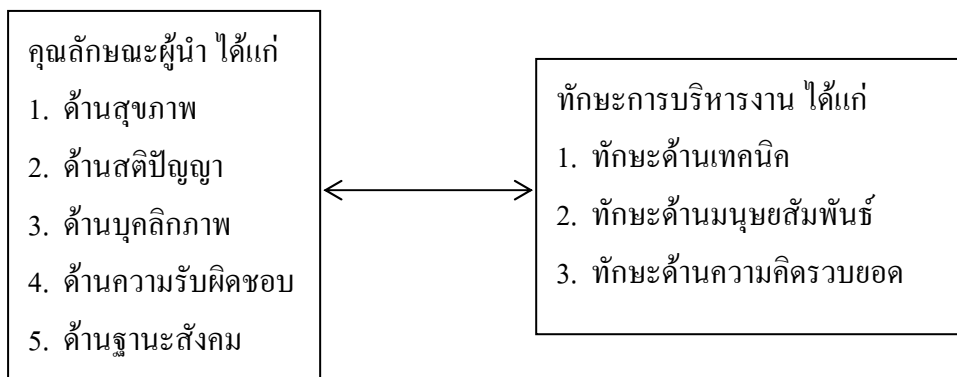 คุณลักษณะผู้นำ ได้แก่
1. ด้านสุขภาพ
2. ด้านสติปัญญา
3. ด้านบุคลิกภาพ
4. ด้านความรับผิดชอบ
5. ด้านฐานะสังคม
ทักษะการบริหารงาน ได้แก่
1. ทักษะด้านเทคนิค
2. ทักษะด้านมนุษยสัมพันธ์
3. ทักษะด้านความคิดรวบยอด